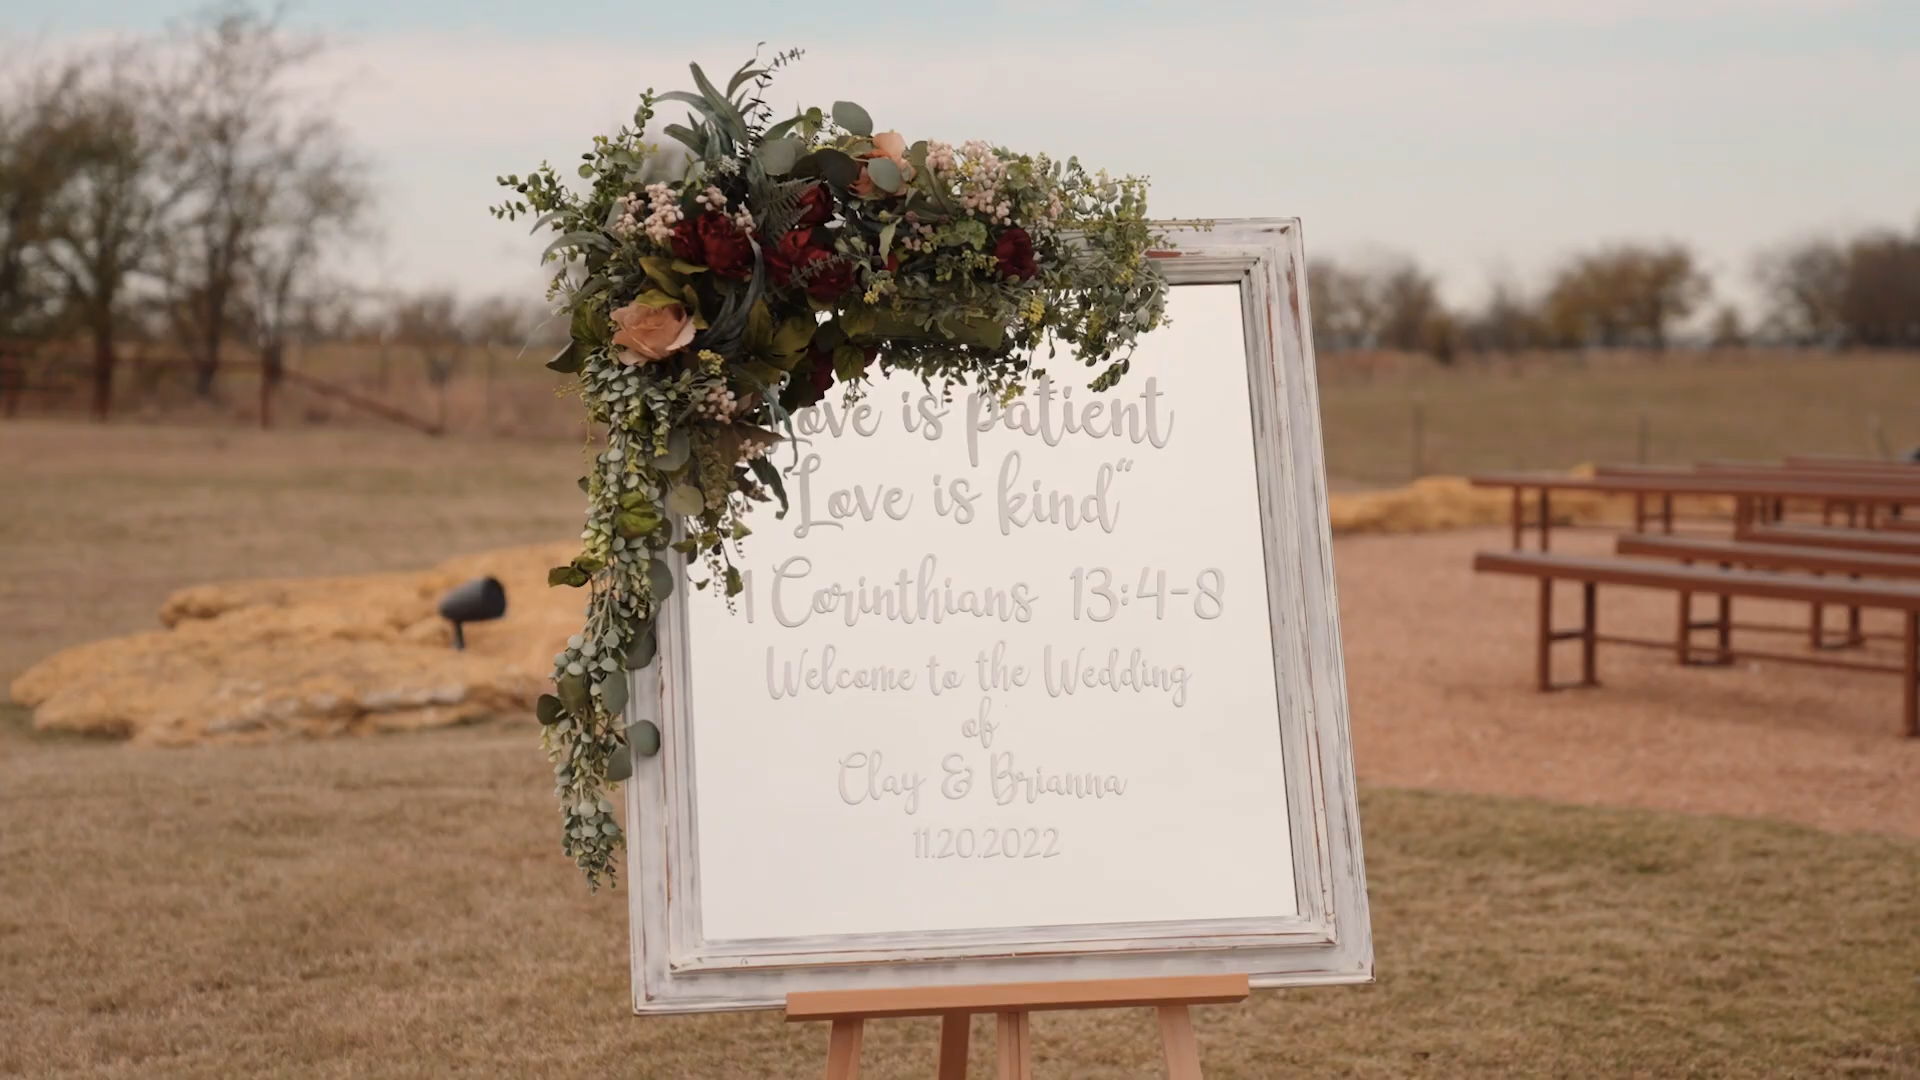 Love is patient
Love is kind"
1 Corinthians 13:4-8
Welcome to the Wedding
of
Clay & Brianna
11.20.2022